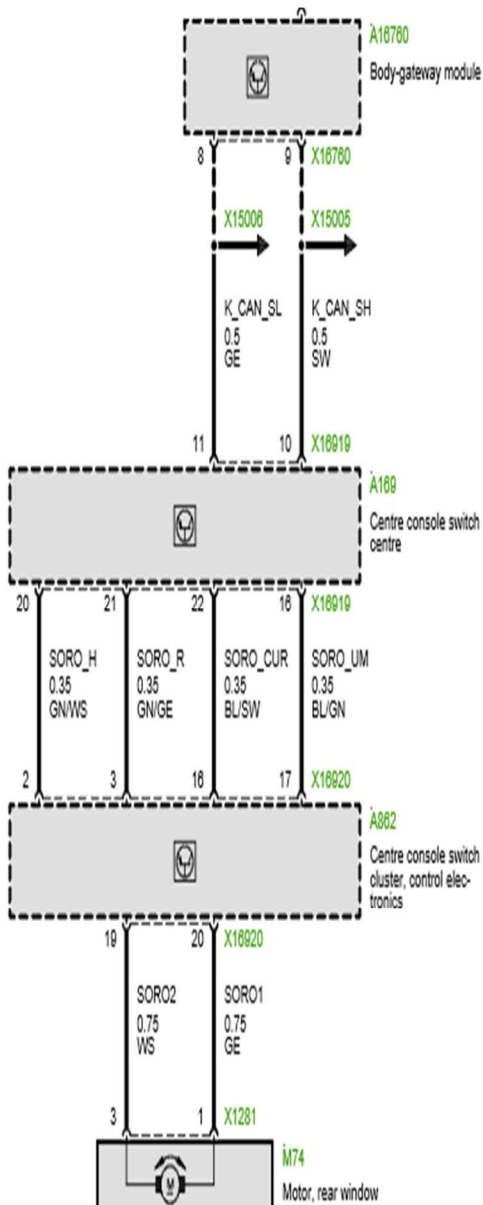 A16760
Body-gateway module
8 9 X16760
X15006 X15005
K_CAN_SL K_CAN_SH
0.5 0.5
GE SW
11 10 X16919
A169
Centre console switch
centre
20 21 22 16 X16919
SORO_H SORO_R SORO_CUR SORO_UM
0.35 0.35 0.35 0.35
GN/WS GN/GE BL/SW BL/GN
2 3 16 17 X16920
A862
Centre console switch
cluster, control elec-
tronics
19 20 X16920
SORO2 SORO1
0.75 0.75
WS GE
3 1 X1281
M74
M
Motor, rear window